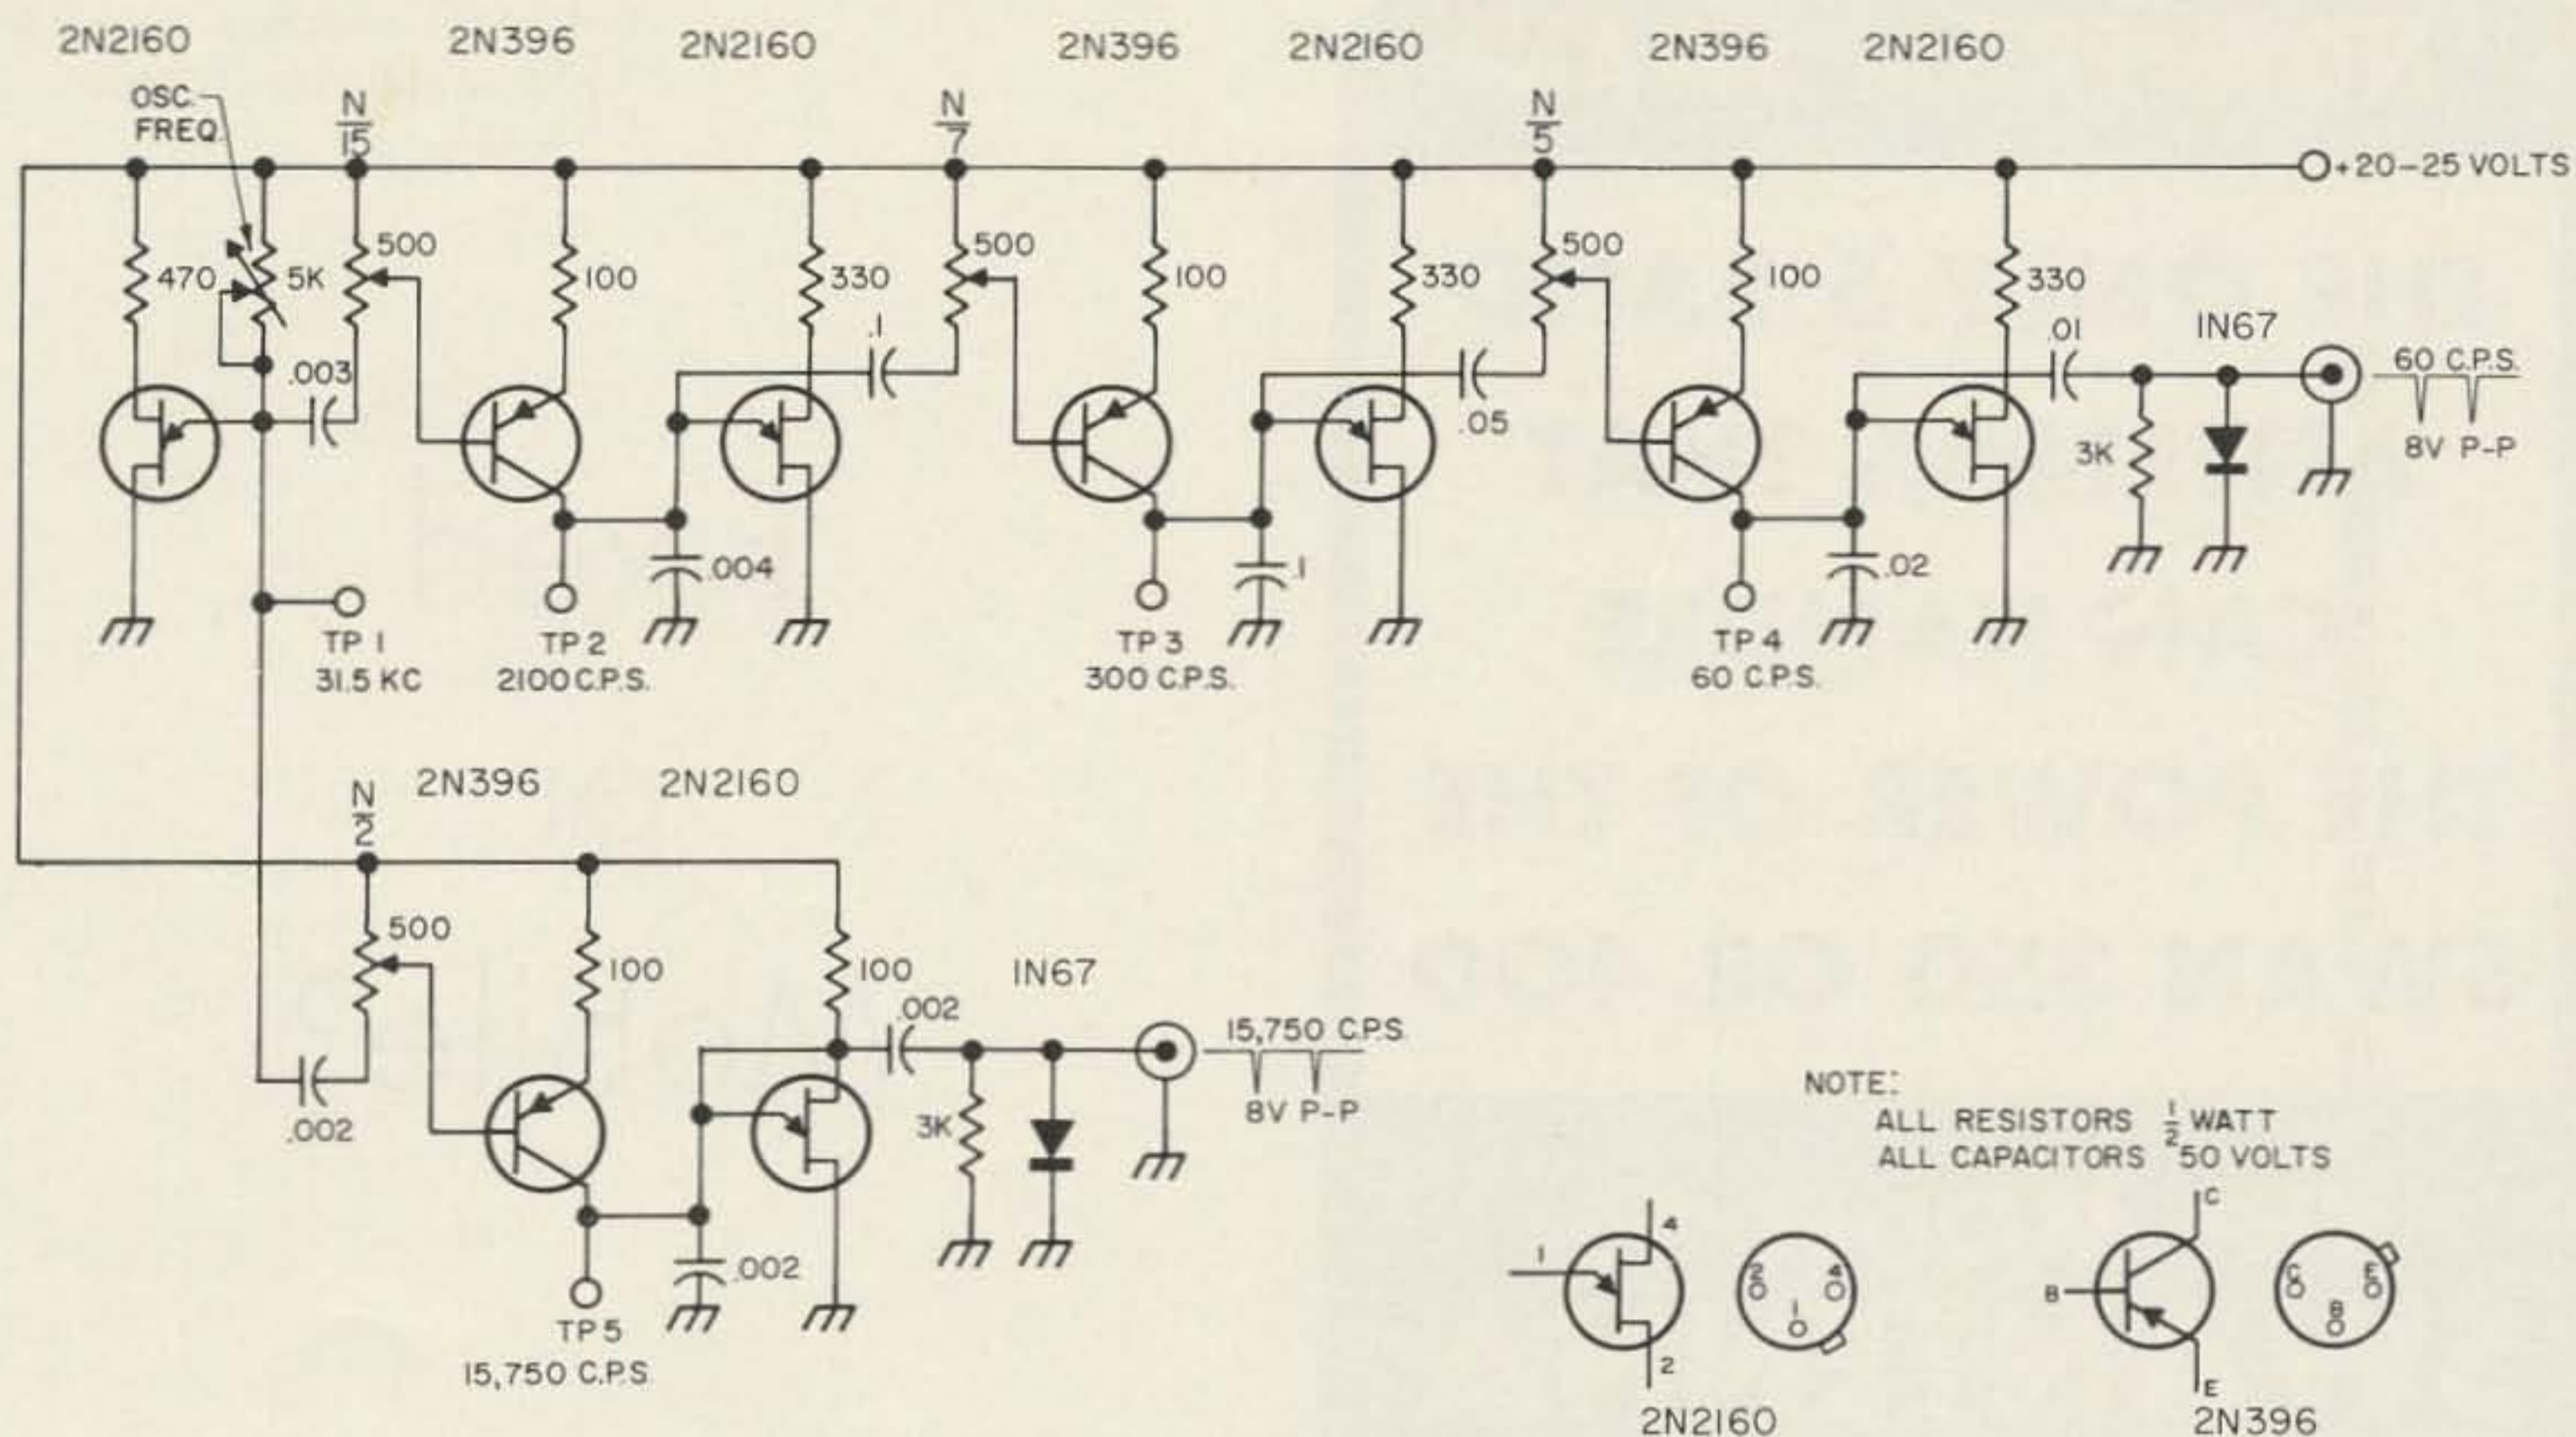 2N2160 2N396 2N2160 2N396 2N2160 2N396 2N2160
OSC.
FREQ.
N
15
N
7
N
5
+20-25 VOLTS
470
5K
500
100
330
500
100
330
500
100
330
.003
.1
.05
.01
1N67
60 C.P.S.
8V P-P
3K
.004
.1
.02
TP 1
31.5 KC
TP 2
2100 C.P.S.
TP 3
300 C.P.S.
TP 4
60 C.P.S.
2N396 2N2160
N
2
500
100
100
.002
1N67
15,750 C.P.S.
8V P-P
3K
.002
.002
TP 5
15,750 C.P.S.
NOTE:
ALL RESISTORS 1/2 WATT
ALL CAPACITORS 50 VOLTS
1
4
2
2 4
1
2N2160
C
B
E
C E
B
2N396